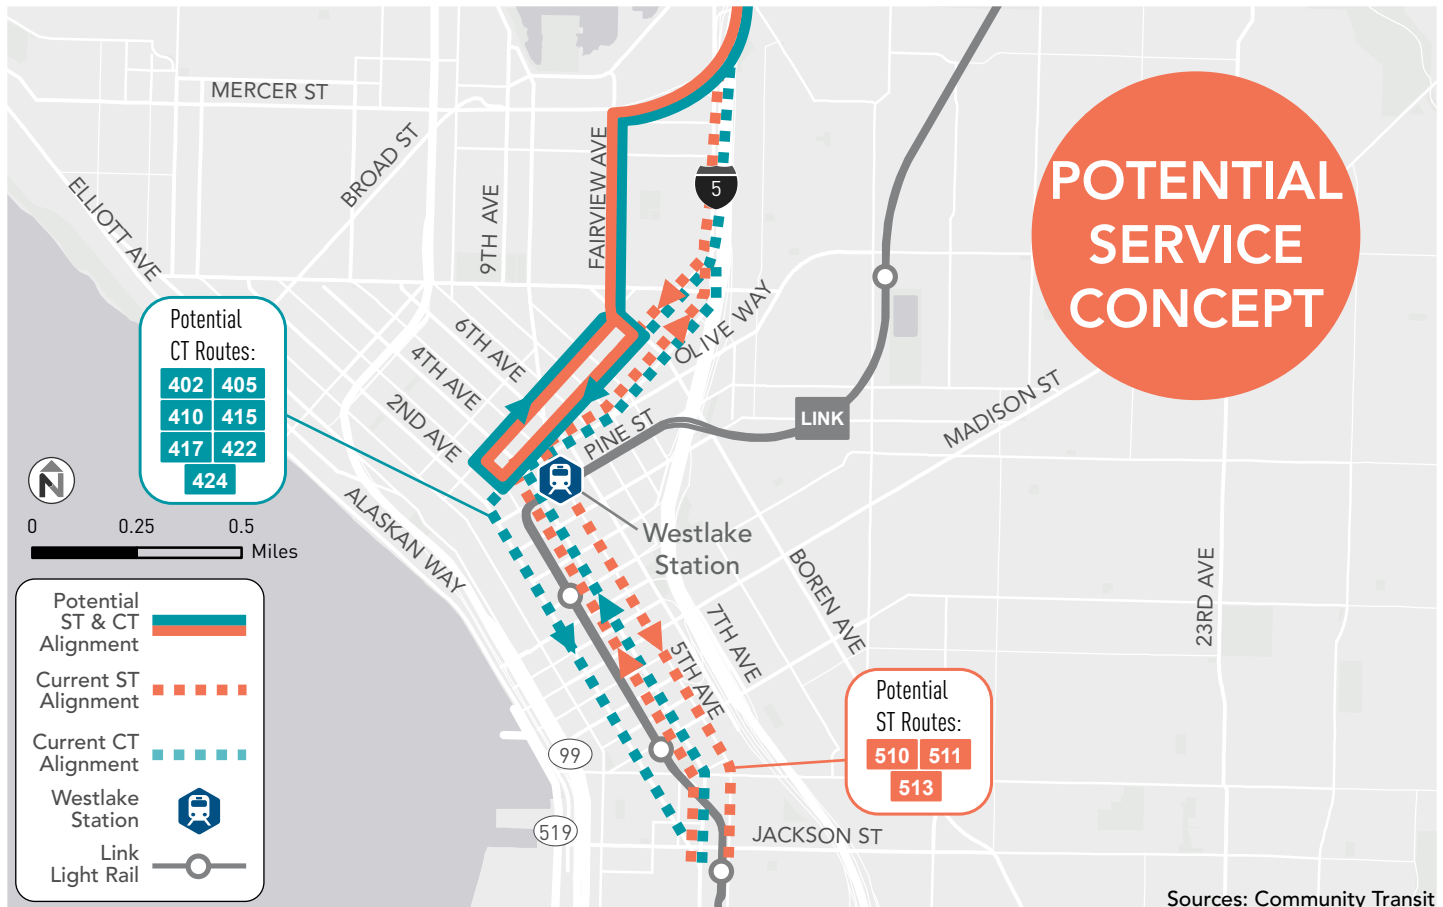 MERCER ST
BROAD ST
ELLIOTT AVE
9TH AVE
FAIRVIEW AVE
5
POTENTIAL
SERVICE
CONCEPT
OLIVE WAY
6TH AVE
4TH AVE
2ND AVE
PINE ST
LINK
MADISON ST
Potential
CT Routes:
402 405
410 415
417 422
424
N
0 0.25 0.5
Miles
ALASKAN WAY
Westlake
Station
BOREN AVE
7TH AVE
5TH AVE
23RD AVE
Potential
ST & CT
Alignment
Current ST
Alignment
Current CT
Alignment
Westlake
Station
Link
Light Rail
99
519
Potential
ST Routes:
510 511
513
JACKSON ST
Sources: Community Transit